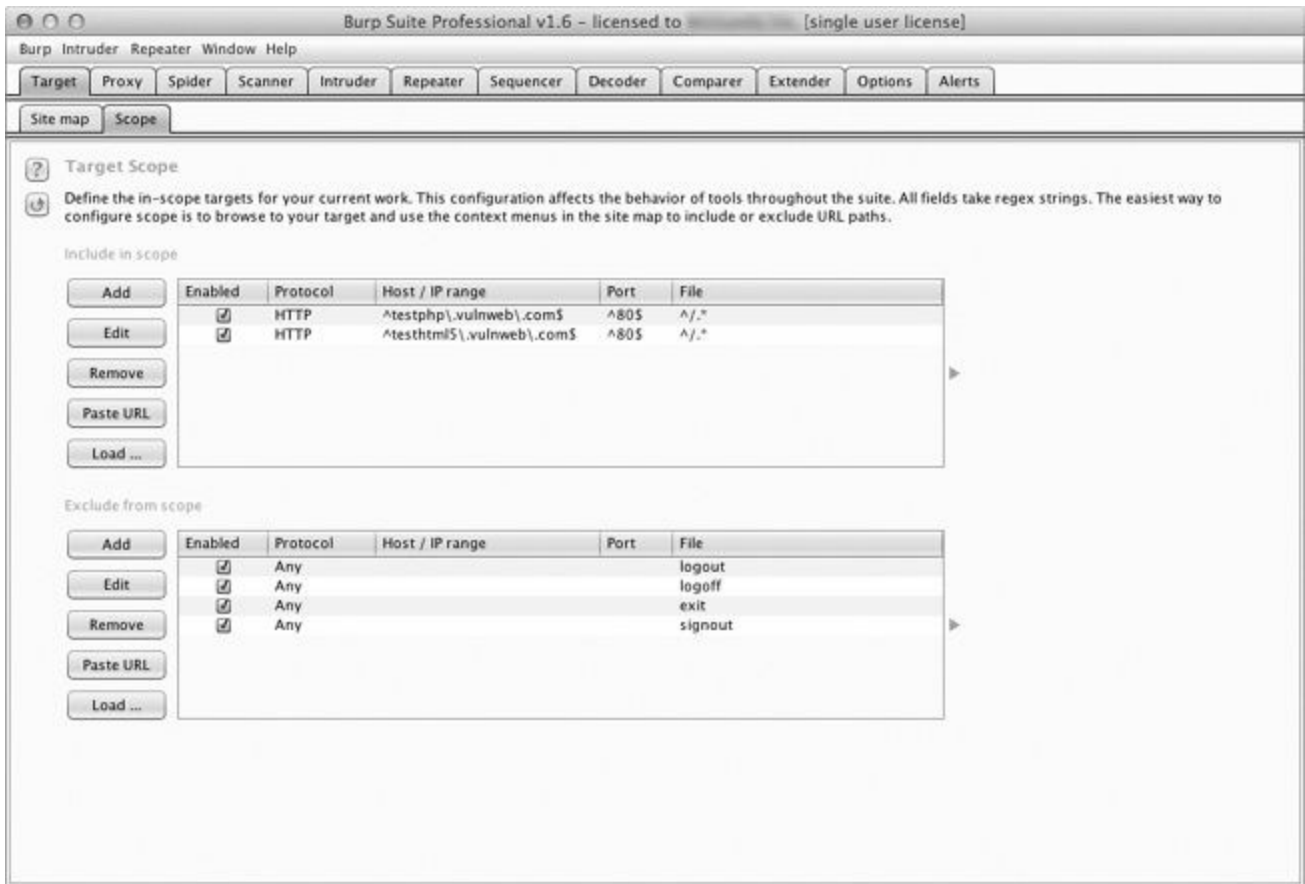 Burp Suite Professional v1.6 - licensed to [single user license]
Burp Intruder Repeater Window Help
Target Proxy Spider Scanner Intruder Repeater Sequencer Decoder Comparer Extender Options Alerts
Site map Scope
? Target Scope
Define the in-scope targets for your current work. This configuration affects the behavior of tools throughout the suite. All fields take regex strings. The easiest way to
configure scope is to browse to your target and use the context menus in the site map to include or exclude URL paths.
Include in scope
Add
Edit
Remove
Paste URL
Load ...
Enabled Protocol Host / IP range Port File
HTTP ^testphp\.vulnweb\.com$ ^80$ ^/.*
HTTP ^testhtml5\.vulnweb\.com$ ^80$ ^/.*
Exclude from scope
Add
Edit
Remove
Paste URL
Load ...
Enabled Protocol Host / IP range Port File
Any logout
Any logoff
Any exit
Any signout